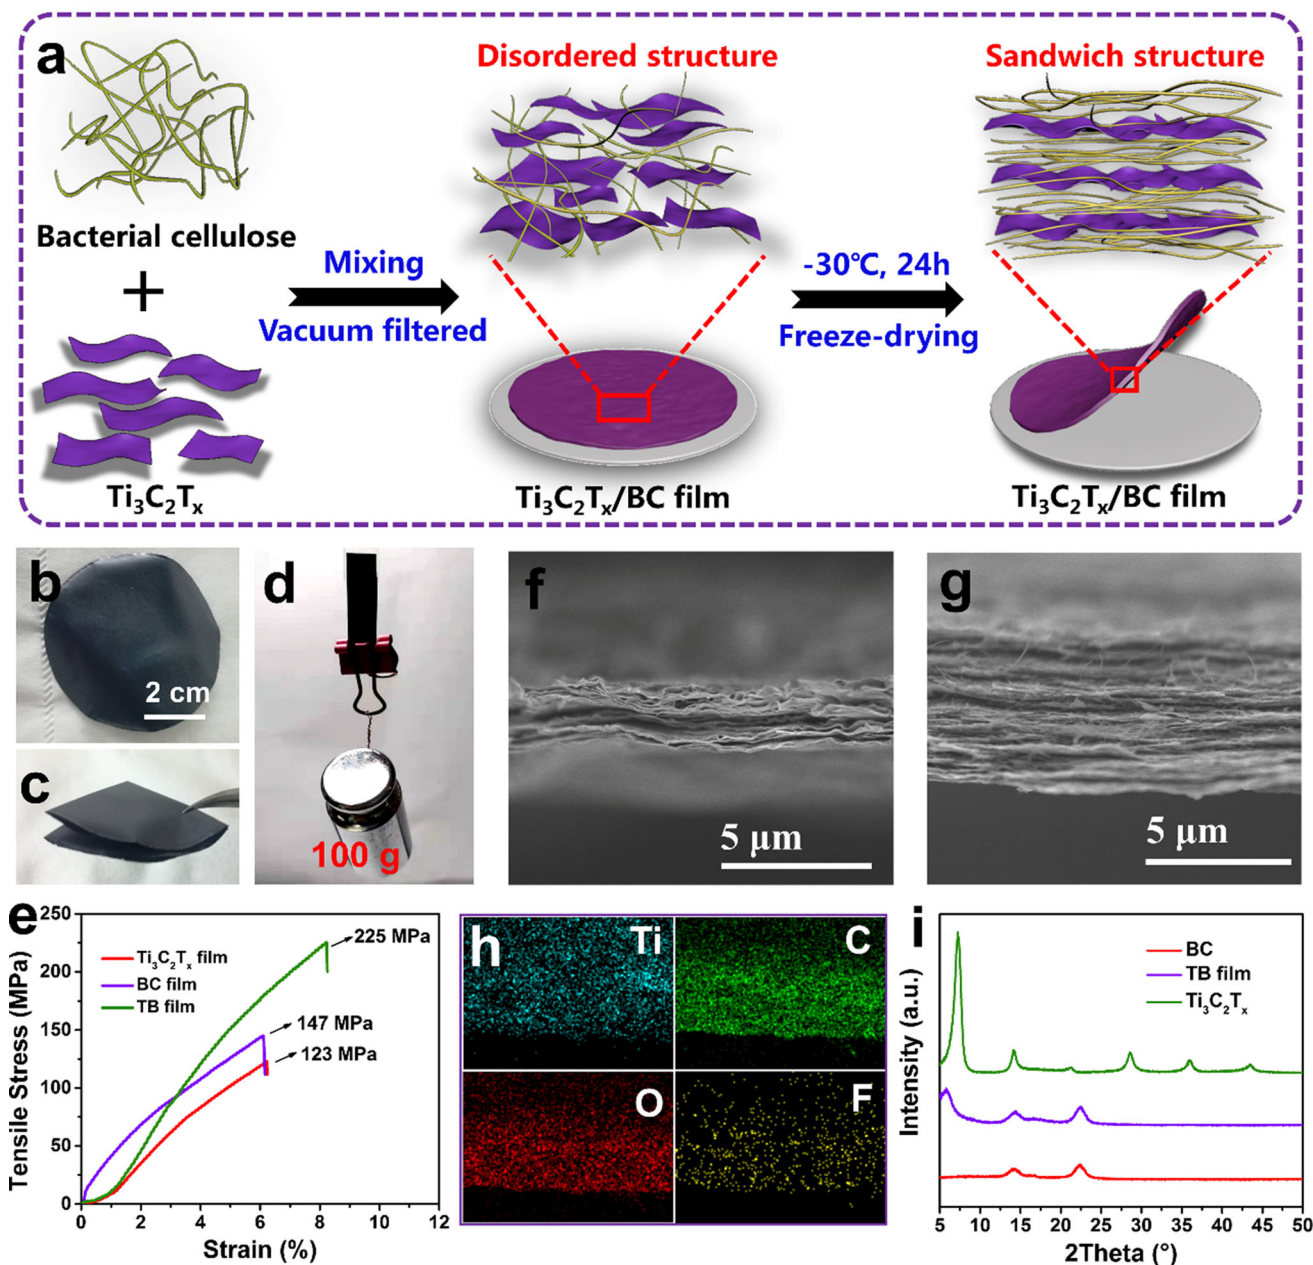 a
Disordered structure
Sandwich structure
Bacterial cellulose
+
Mixing
Vacuum filtered
-30℃, 24h
Freeze-drying
Ti₃C₂Tₓ
Ti₃C₂Tₓ/BC film
Ti₃C₂Tₓ/BC film
b
2 cm
c
d
100 g
f
5 μm
g
5 μm
e
250
200
150
100
50
0
Tensile Stress (MPa)
Ti₃C₂Tₓ film
BC film
TB film
225 MPa
147 MPa
123 MPa
0 2 4 6 8 10 12
Strain (%)
h
Ti
C
O
F
i
Intensity (a.u.)
BC
TB film
Ti₃C₂Tₓ
5 10 15 20 25 30 35 40 45 50
2Theta (°)